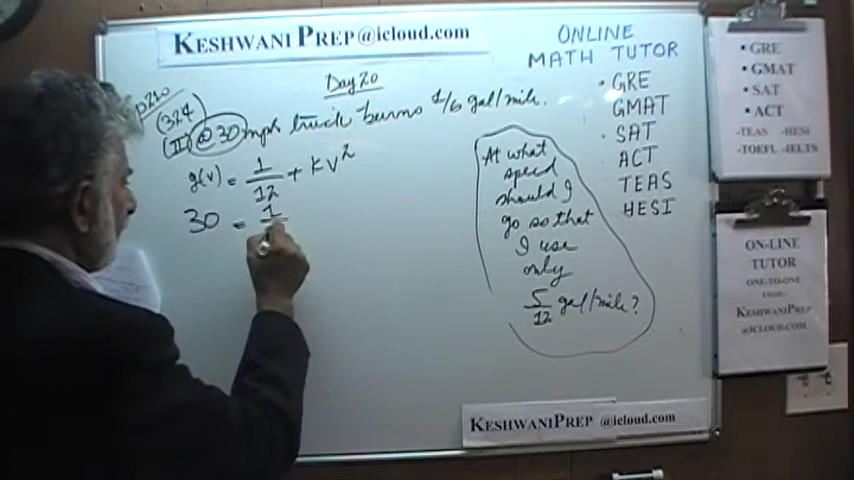 KESHWANIPREP@icloud.com
Day 20
p220
(324)
(II) @ 30 mph truck burns 1/6 gal/mile.
g(v) = 1/12 + KV²
30 = 1
At what
speed
should I
go so that
I use
only
5/12 gal/mile?
ONLINE
MATH TUTOR
• GRE
GMAT
• SAT
ACT
TEAS
HESI
KESHWANIPREP @icloud.com
• GRE
• GMAT
• SAT
• ACT
-TEAS -HESI
-TOEFL -IELTS
ON-LINE
TUTOR
ONE-TO-ONE
KESHWANIPREP
@ICLOUD.COM